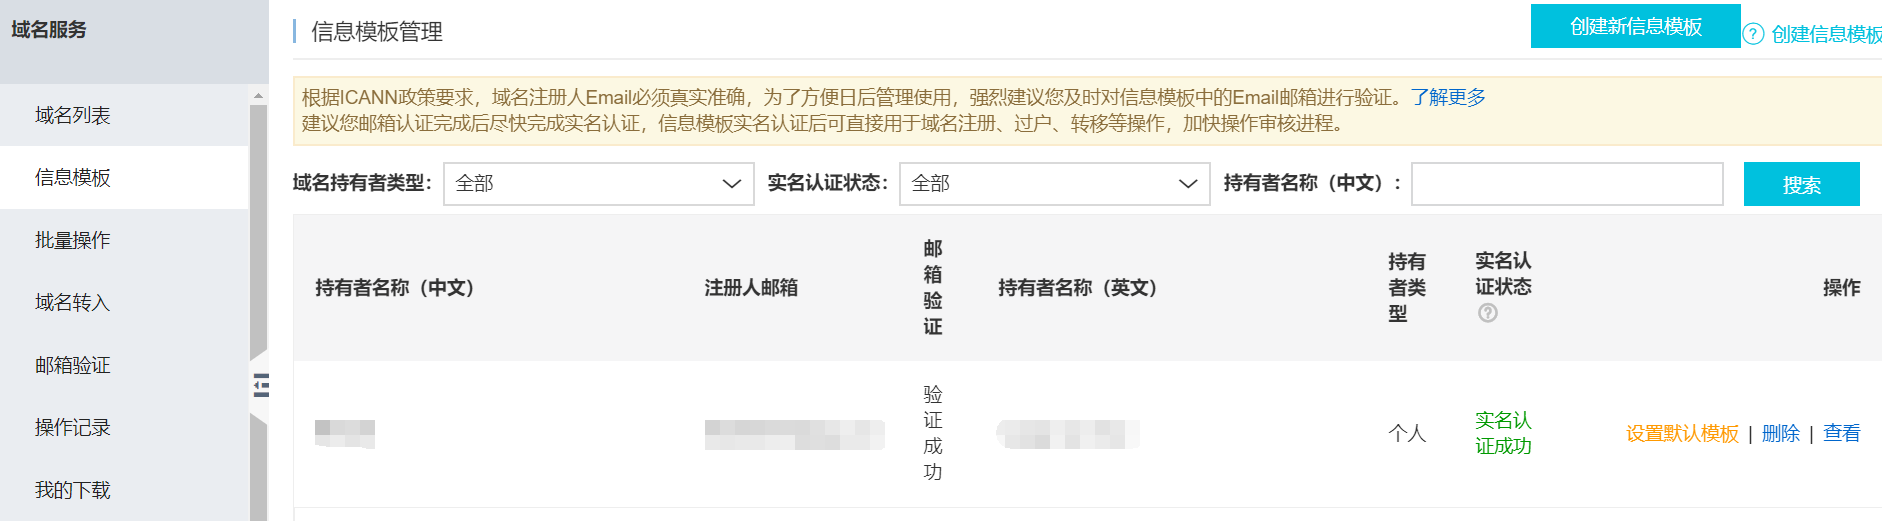 域名服务
域名列表
信息模板
批量操作
域名转入
邮箱验证
操作记录
我的下载
信息模板管理
创建新信息模板
? 创建信息模板
根据ICANN政策要求，域名注册人Email必须真实准确，为了方便日后管理使用，强烈建议您及时对信息模板中的Email邮箱进行验证。了解更多
建议您邮箱认证完成后尽快完成实名认证，信息模板实名认证后可直接用于域名注册、过户、转移等操作，加快操作审核进程。
域名持有者类型： 全部 实名认证状态： 全部 持有者名称（中文）： 搜索
持有者名称（中文） 注册人邮箱 邮箱验证 持有者名称（英文） 持有者类型 实名认证状态 ? 操作
验证成功 个人 实名认证成功 设置默认模板 | 删除 | 查看